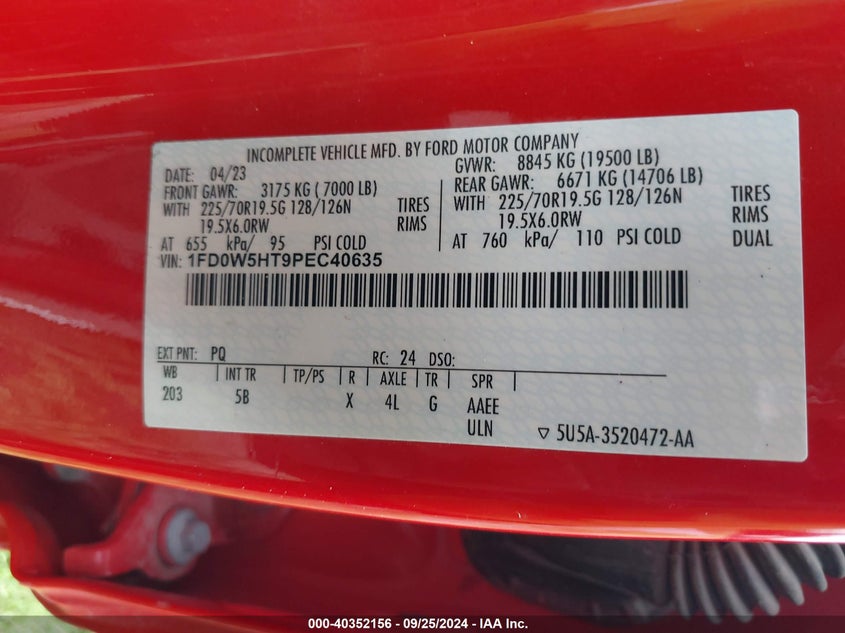 INCOMPLETE VEHICLE MFD. BY FORD MOTOR COMPANY
DATE: 04/23 GVWR: 8845 KG (19500 LB)
FRONT GAWR: 3175 KG ( 7000 LB) REAR GAWR: 6671 KG (14706 LB)
WITH 225/70R19.5G 128/126N TIRES WITH 225/70R19.5G 128/126N TIRES
19.5X6.0RW RIMS 19.5X6.0RW RIMS
AT 655 kPa/ 95 PSI COLD AT 760 kPa/ 110 PSI COLD DUAL
VIN: 1FD0W5HT9PEC40635
EXT PNT: PQ RC: 24 DSO:
WB INT TR TP/PS R AXLE TR SPR
203 5B X 4L G AAEE
ULN 5U5A-3520472-AA
000-40352156 - 09/25/2024 - IAA Inc.